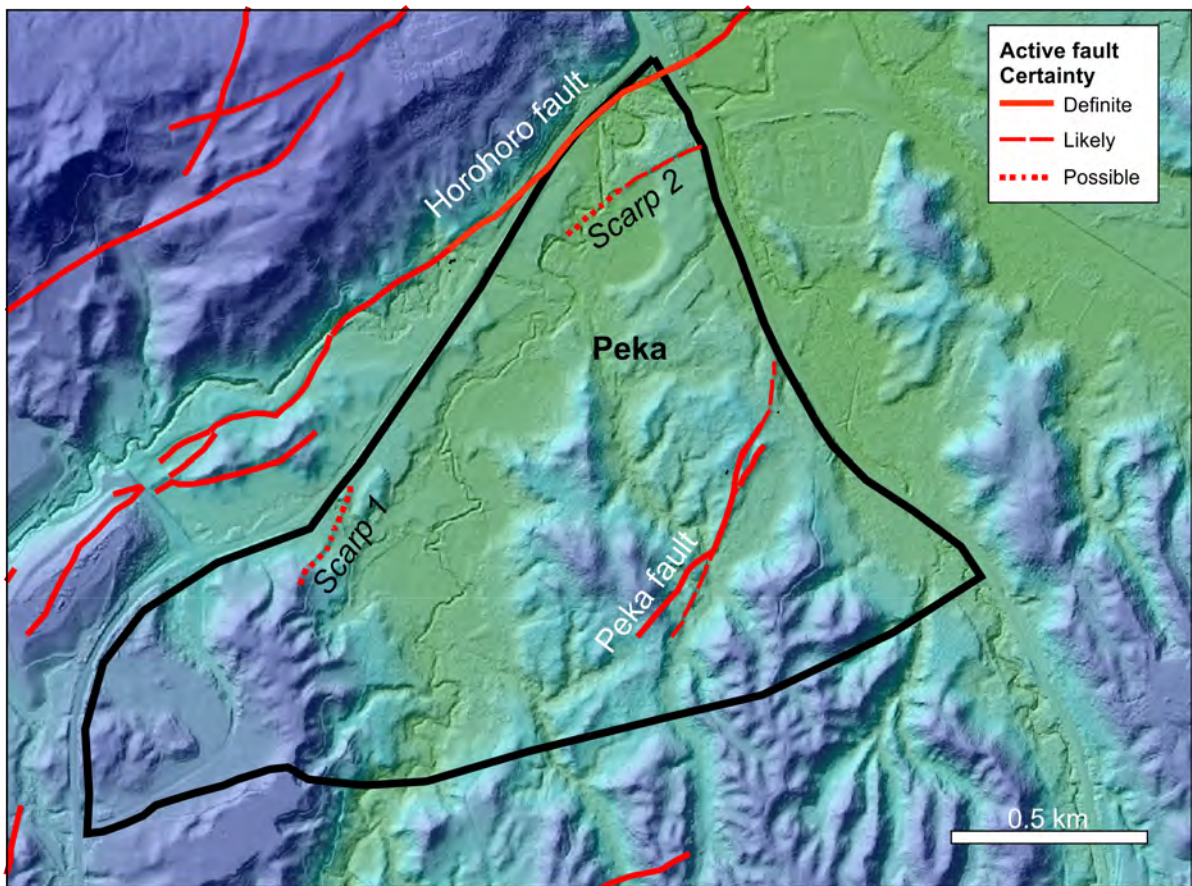 Active fault
Certainty
Definite
Likely
Possible
Horohoro fault
Scarp 2
Peka
Scarp 1
Peka fault
0.5 km